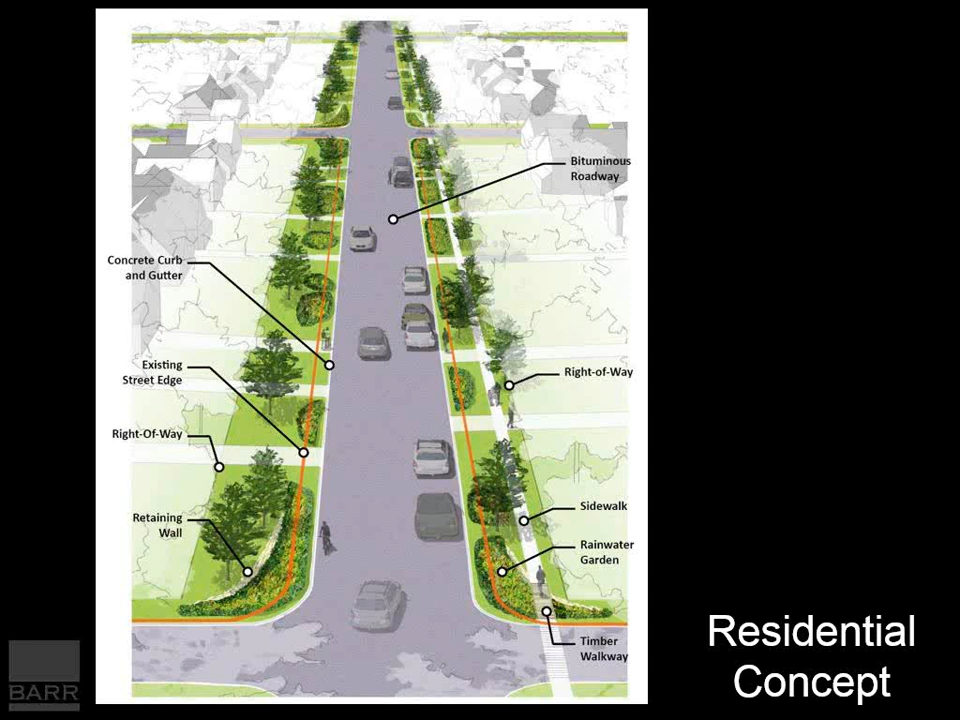 Bituminous
Roadway
Concrete Curb
and Gutter
Existing
Street Edge
Right-of-Way
Right-Of-Way
Retaining
Wall
Sidewalk
Rainwater
Garden
Timber
Walkway
Residential
Concept
BARR